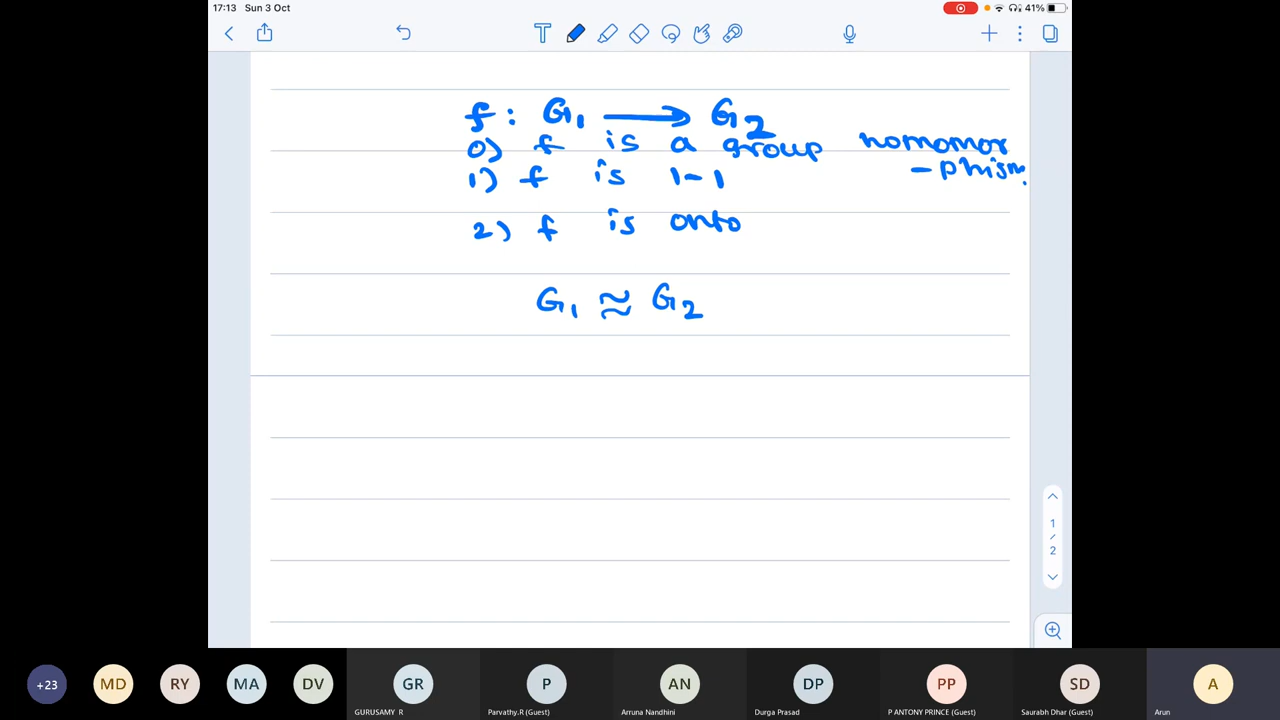 17:13 Sun 3 Oct 41%
f : G1 → G2
0) f is a group homomor
-phism.
1) f is 1-1
2) f is onto
G1 ≈ G2
1
/
2
+23 MD RY MA DV GR P AN DP PP SD A
GURUSAMY R Parvathy.R (Guest) Arruna Nandhini Durga Prasad P ANTONY PRINCE (Guest) Saurabh Dhar (Guest) Arun